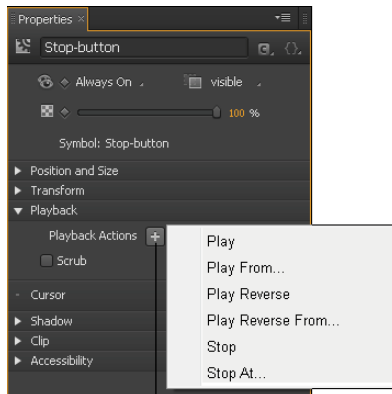 Properties ×
Stop-button
Always On
visible
100 %
Symbol: Stop-button
Position and Size
Transform
Playback
Playback Actions +
Scrub
Cursor
Shadow
Clip
Accessibility
Play
Play From...
Play Reverse
Play Reverse From...
Stop
Stop At...